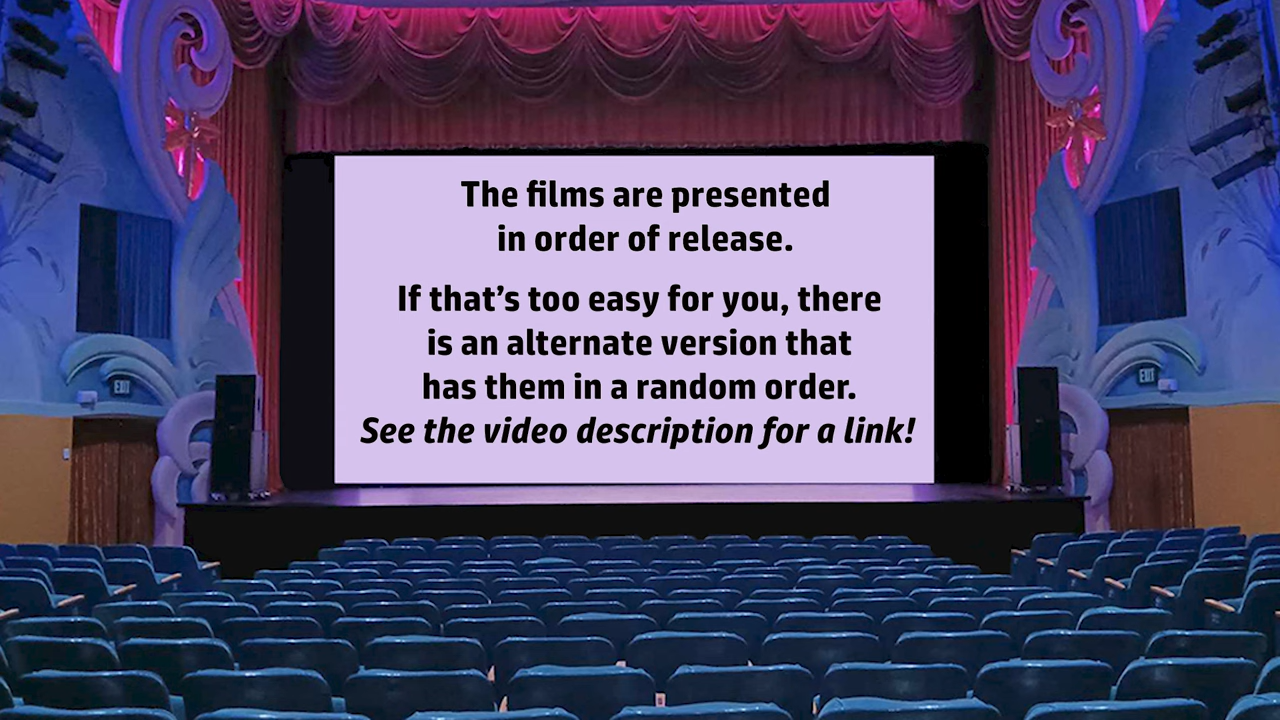 The films are presented
in order of release.
If that's too easy for you, there
is an alternate version that
has them in a random order.
See the video description for a link!
EXIT
EXIT